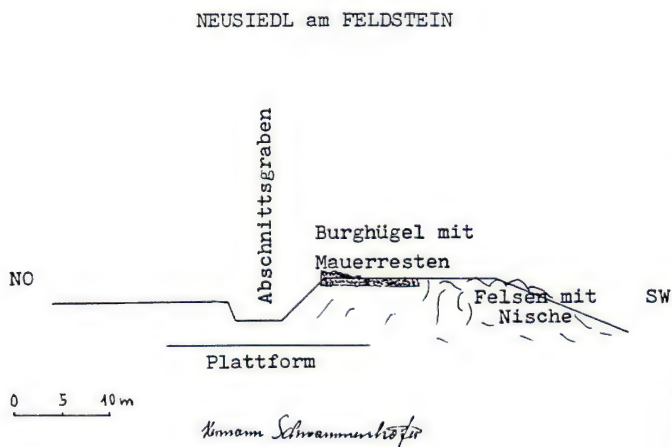 NEUSIEDL am FELDSTEIN
Abschnittsgraben
Burghügel mit
Mauerresten
NO
Felsen mit
Nische
SW
Plattform
0 5 10 m
Hermann Schwammenhöfer